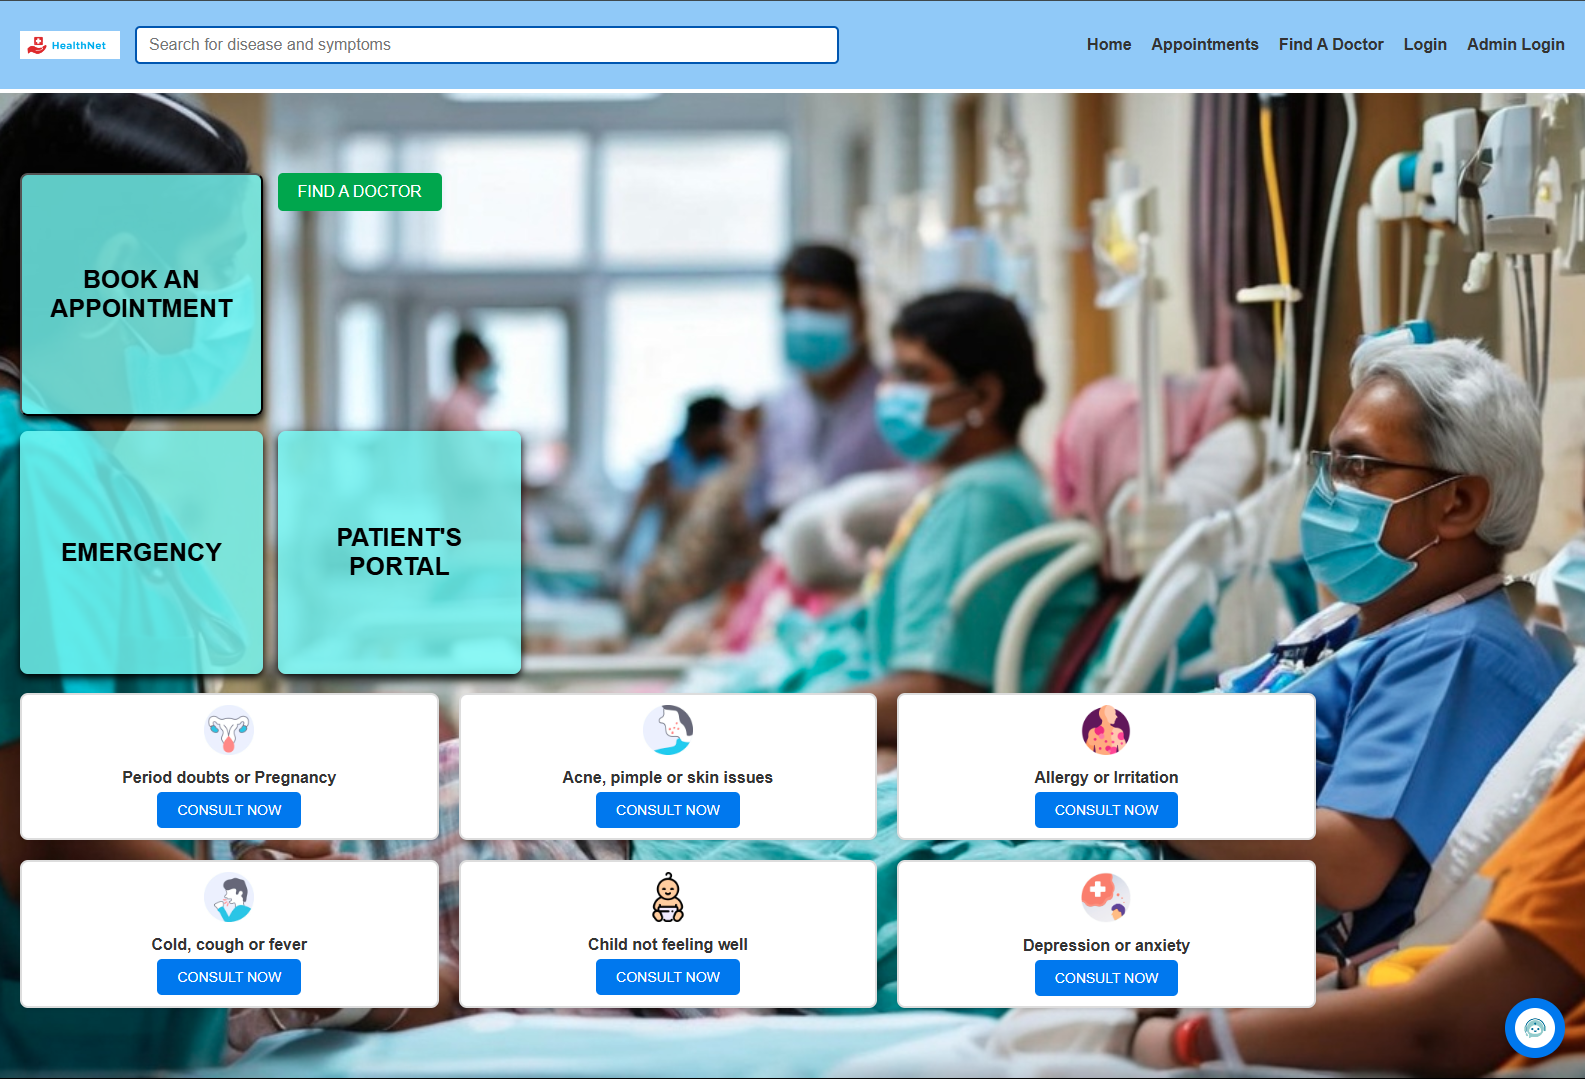 HealthNet
Search for disease and symptoms
Home
Appointments
Find A Doctor
Login
Admin Login
BOOK AN
APPOINTMENT
FIND A DOCTOR
EMERGENCY
PATIENT'S
PORTAL
Period doubts or Pregnancy
CONSULT NOW
Acne, pimple or skin issues
CONSULT NOW
Allergy or Irritation
CONSULT NOW
Cold, cough or fever
CONSULT NOW
Child not feeling well
CONSULT NOW
Depression or anxiety
CONSULT NOW